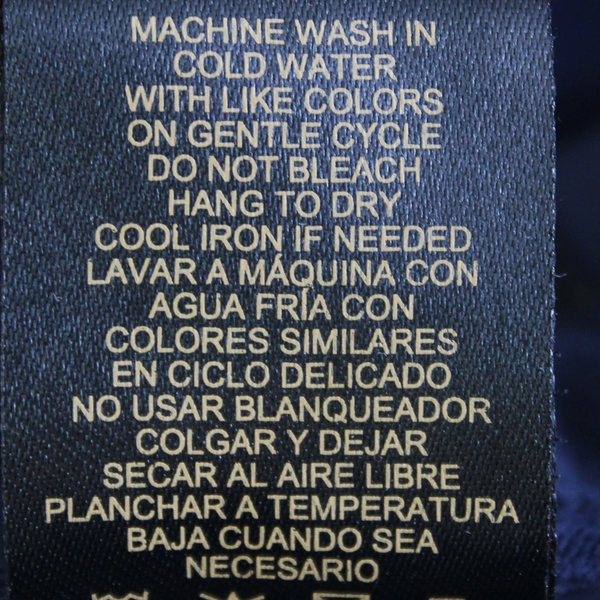 MACHINE WASH IN
COLD WATER
WITH LIKE COLORS
ON GENTLE CYCLE
DO NOT BLEACH
HANG TO DRY
COOL IRON IF NEEDED
LAVAR A MÁQUINA CON
AGUA FRÍA CON
COLORES SIMILARES
EN CICLO DELICADO
NO USAR BLANQUEADOR
COLGAR Y DEJAR
SECAR AL AIRE LIBRE
PLANCHAR A TEMPERATURA
BAJA CUANDO SEA
NECESARIO